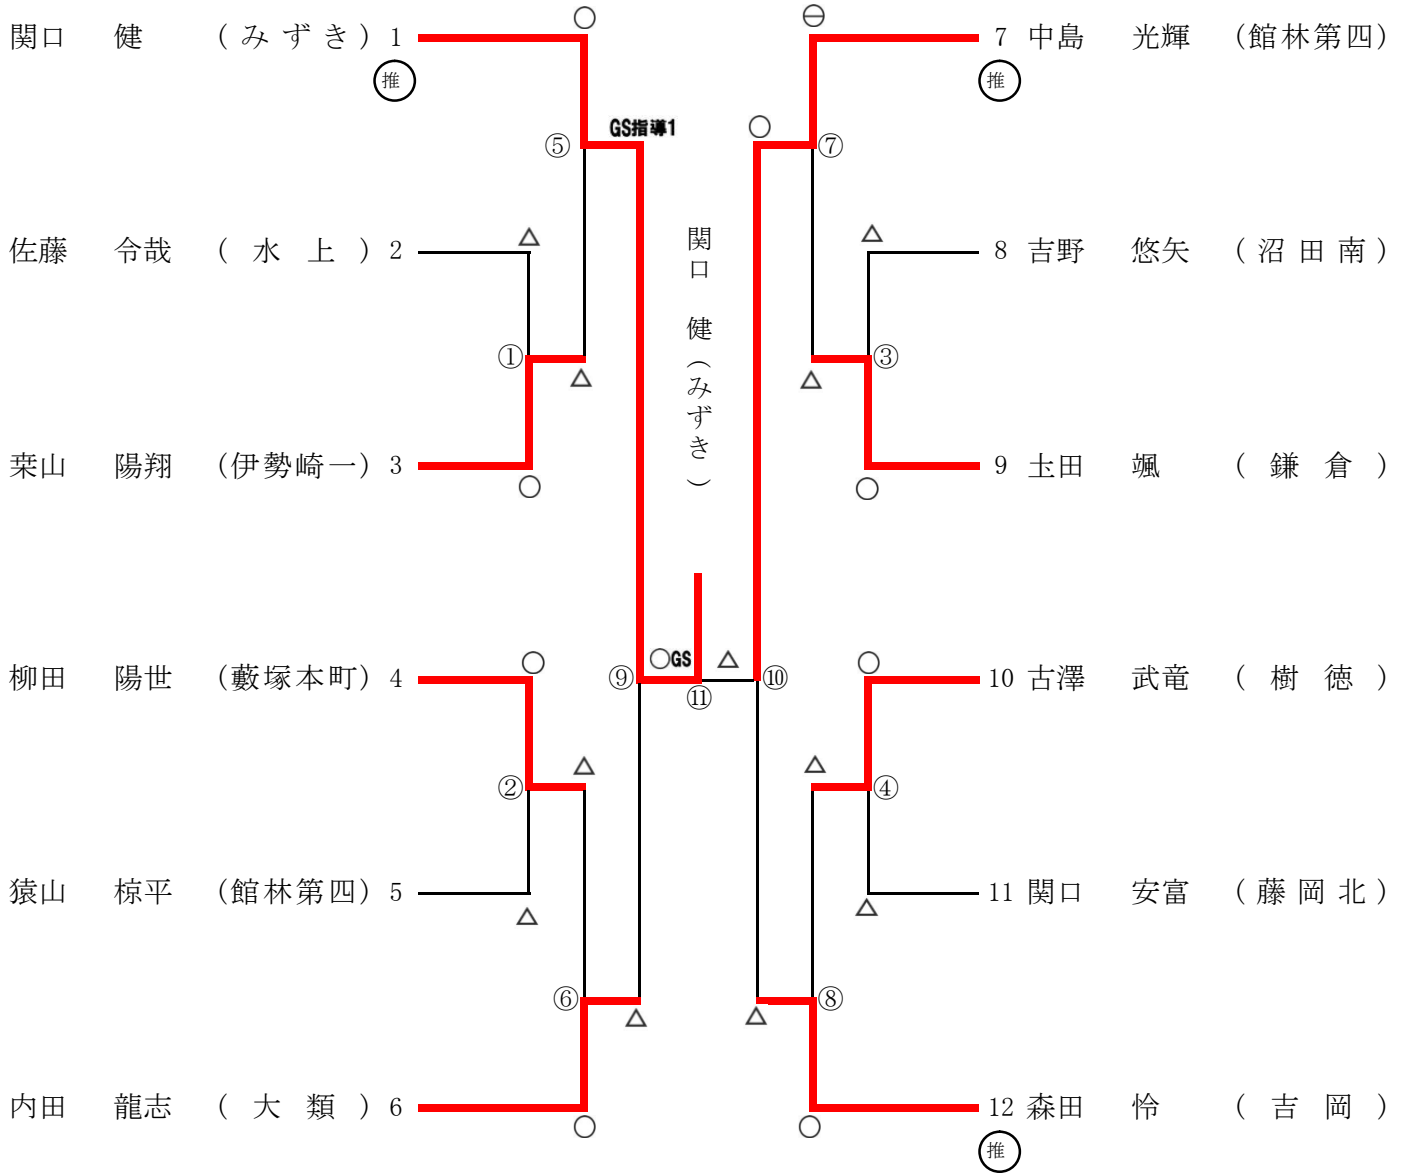 関口 健 (みずき) 1
推
7 中島 光輝 (館林第四)
推
GS指導1
⑤
⑦
佐藤 令哉 (水上) 2
8 吉野 悠矢 (沼田南)
①
③
桒山 陽翔 (伊勢崎一) 3
9 土田 颯 (鎌倉)
関口 健(みずき)
柳田 陽世 (藪塚本町) 4
10 古澤 武竜 (樹徳)
⑨
○GS
⑪
⑩
②
④
猿山 椋平 (館林第四) 5
11 関口 安富 (藤岡北)
⑥
⑧
内田 龍志 (大類) 6
12 森田 怜 (吉岡)
推